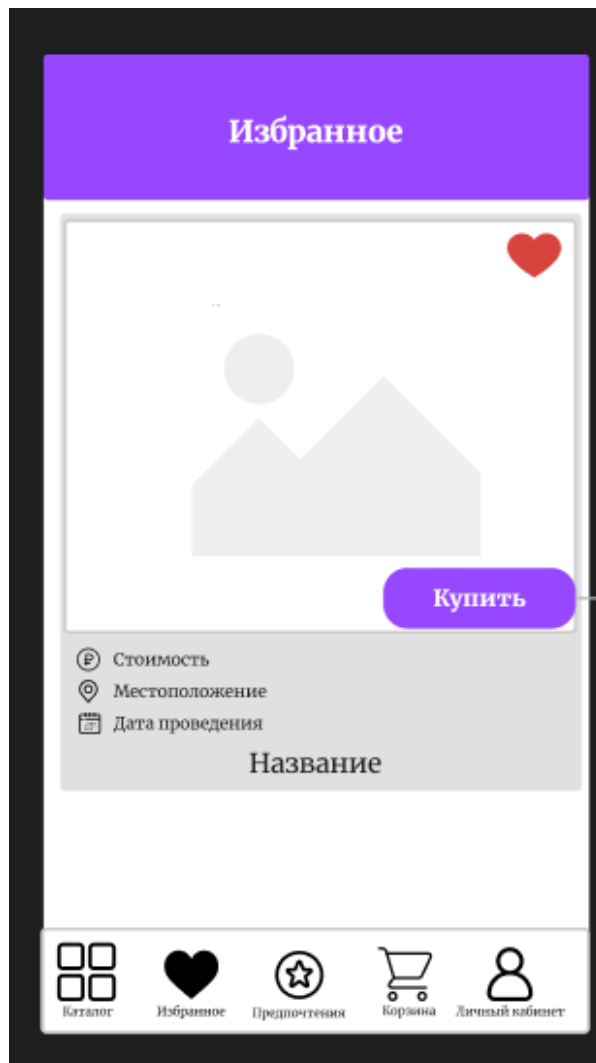 Избранное
Купить
Стоимость
Местоположение
Дата проведения
Название
Каталог
Избранное
Предпочтения
Корзина
Личный кабинет